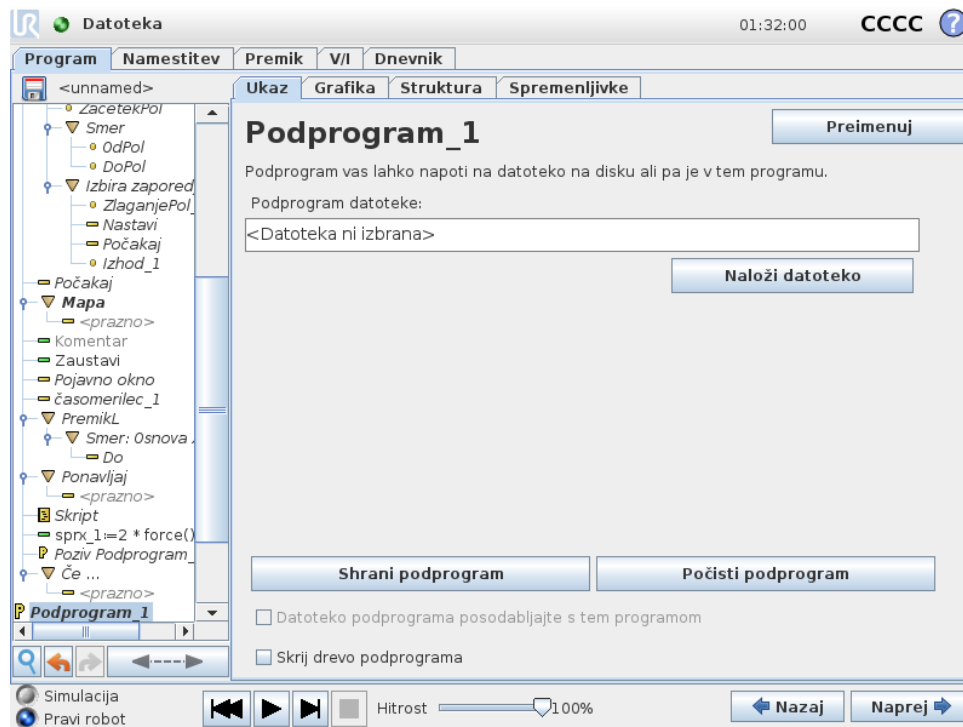 UR Datoteka 01:32:00 CCCC ?
Program Namestitev Premik V/I Dnevnik
<unnamed>
ZacetekPol
Smer
OdPol
DoPol
Izbira zapored
ZlaganjePol_
Nastavi
Počakaj
Izhod_1
Počakaj
Mapa
<prazno>
Komentar
Zaustavi
Pojavno okno
časomerilec_1
PremikL
Smer: Osnova
Do
Ponavljaj
<prazno>
Skript
sprx_1:=2 * force()
Poziv Podprogram_
Če ...
<prazno>
Podprogram_1
Ukaz Grafika Struktura Spremenljivke
Podprogram_1
Preimenuj
Podprogram vas lahko napoti na datoteko na disku ali pa je v tem programu.
Podprogram datoteke:
<Datoteka ni izbrana>
Naloži datoteko
Shrani podprogram Počisti podprogram
Datoteko podprograma posodabljajte s tem programom
Skrij drevo podprograma
Simulacija
Pravi robot
Hitrost 100%
Nazaj Naprej